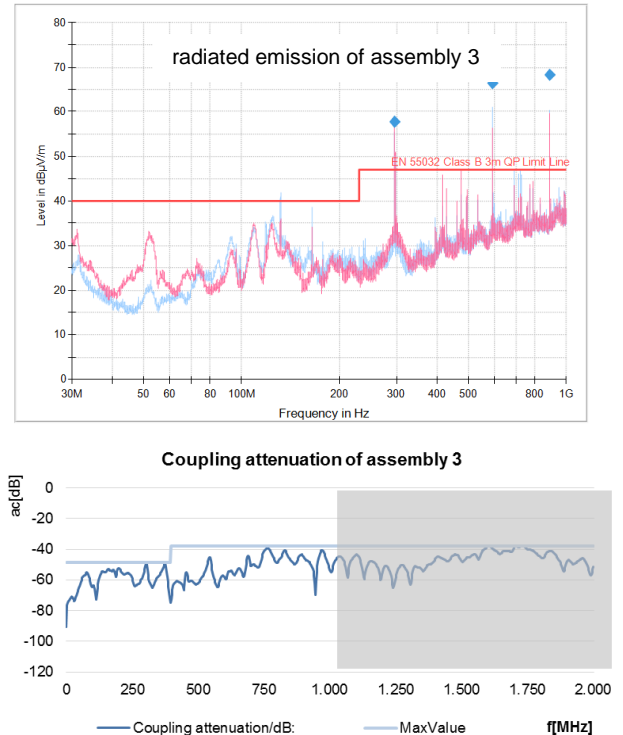 radiated emission of assembly 3
80
70
60
50
40
30
20
10
0
Level in dBµV/m
EN 55032 Class B 3m QP Limit Line
30M 50 60 80 100M 200 300 400 500 800 1G
Frequency in Hz
Coupling attenuation of assembly 3
ac[dB]
0
-20
-40
-60
-80
-100
-120
0 250 500 750 1.000 1.250 1.500 1.750 2.000
Coupling attenuation/dB: MaxValue f[MHz]